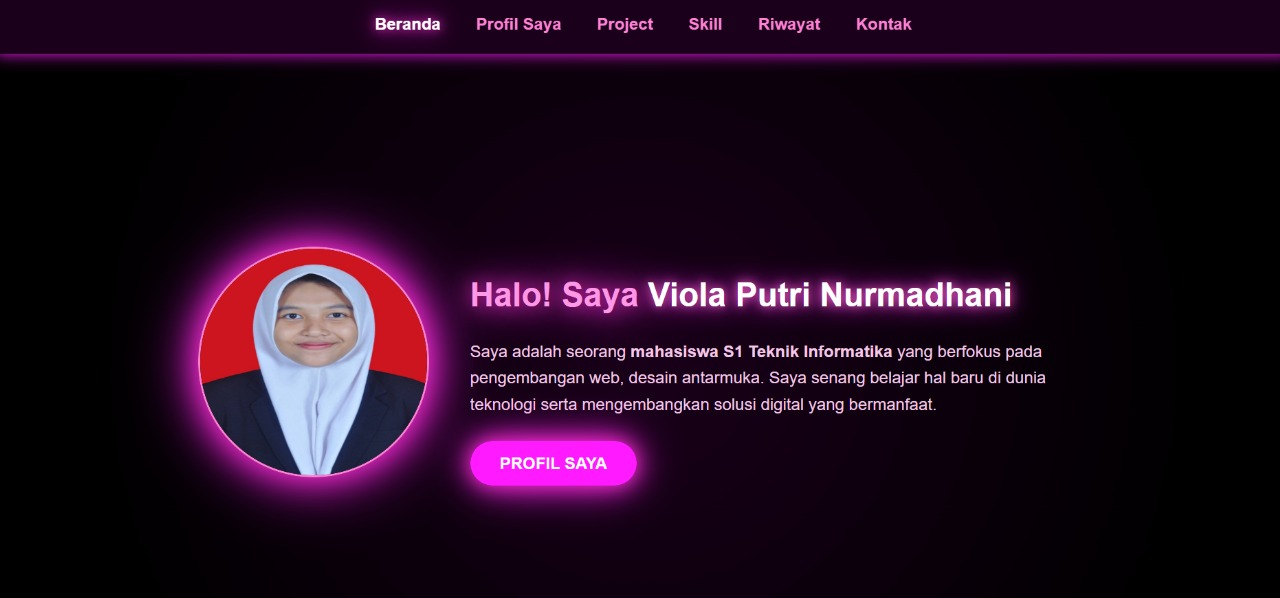 Beranda Profil Saya Project Skill Riwayat Kontak
Halo! Saya Viola Putri Nurmadhani
Saya adalah seorang mahasiswa S1 Teknik Informatika yang berfokus pada
pengembangan web, desain antarmuka. Saya senang belajar hal baru di dunia
teknologi serta mengembangkan solusi digital yang bermanfaat.
PROFIL SAYA